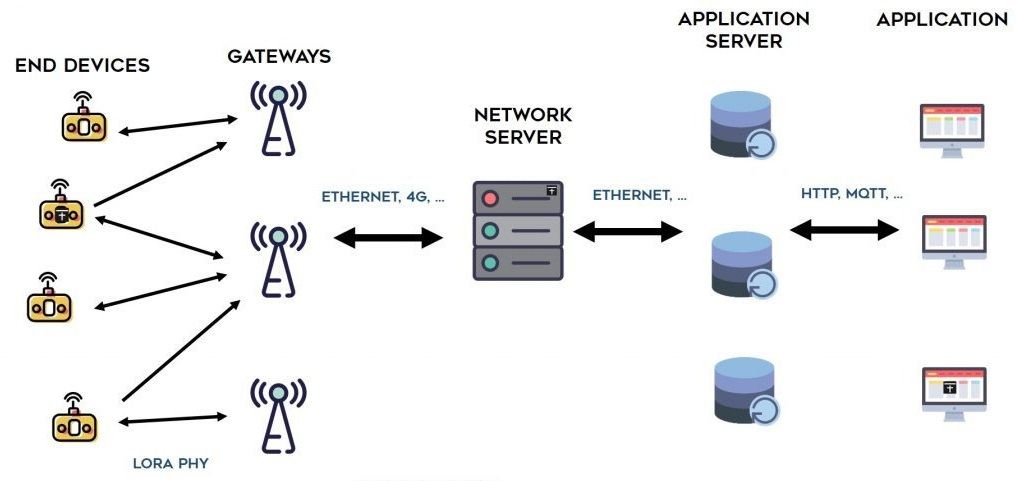 END DEVICES
GATEWAYS
NETWORK
SERVER
APPLICATION
SERVER
APPLICATION
ETHERNET, 4G, ...
ETHERNET, ...
HTTP, MQTT, ...
LORA PHY